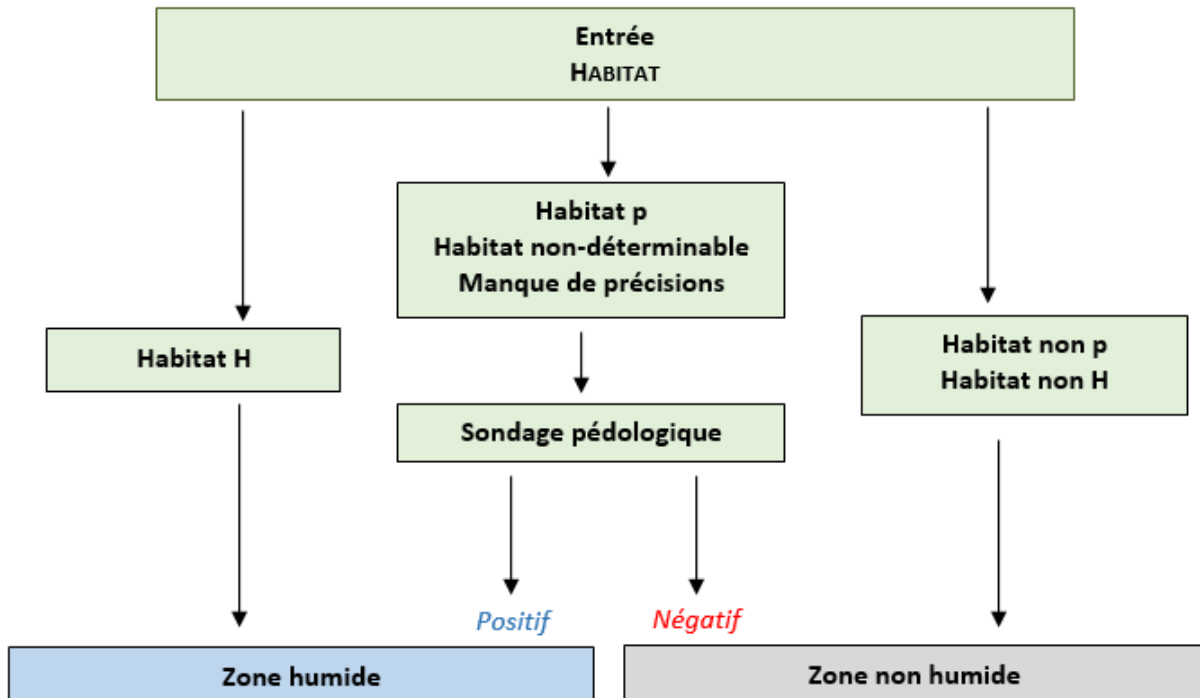 Entrée
HABITAT
Habitat p
Habitat non-déterminable
Manque de précisions
Habitat H
Habitat non p
Habitat non H
Sondage pédologique
Positif
Négatif
Zone humide
Zone non humide